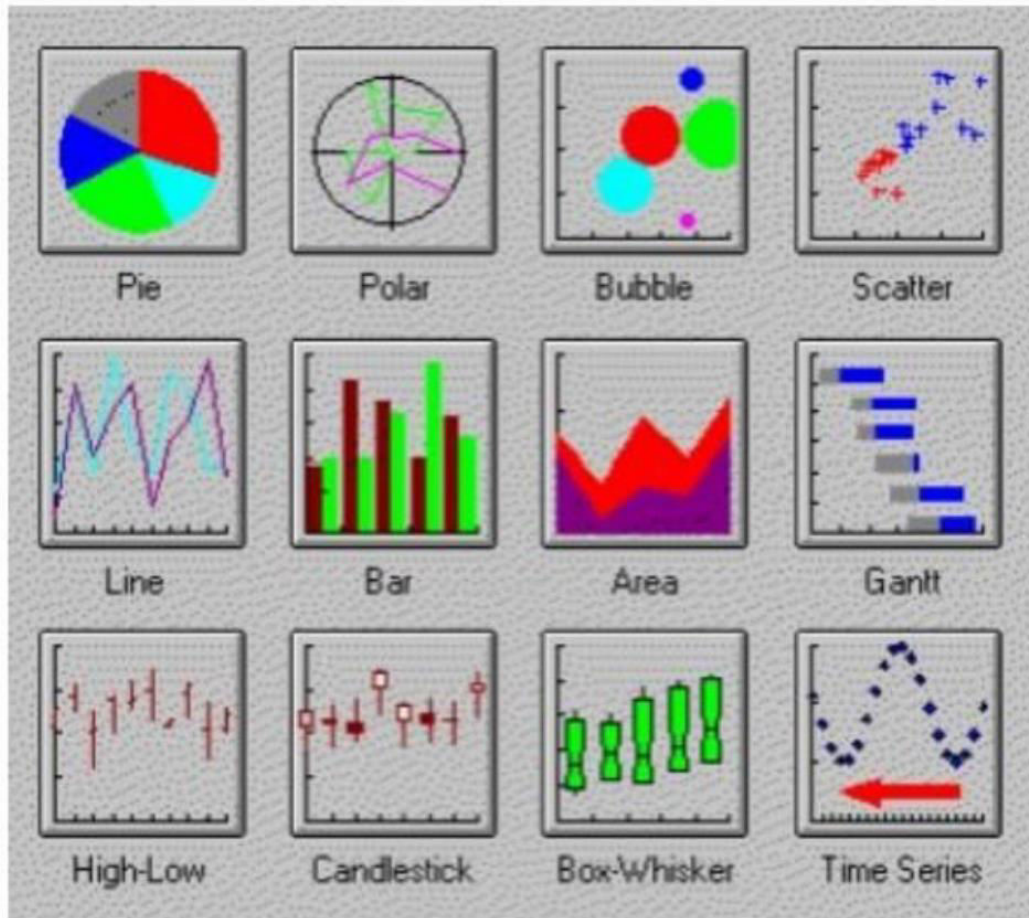 Pie Polar Bubble Scatter
Line Bar Area Gantt
High-Low Candlestick Box-Whisker Time Series